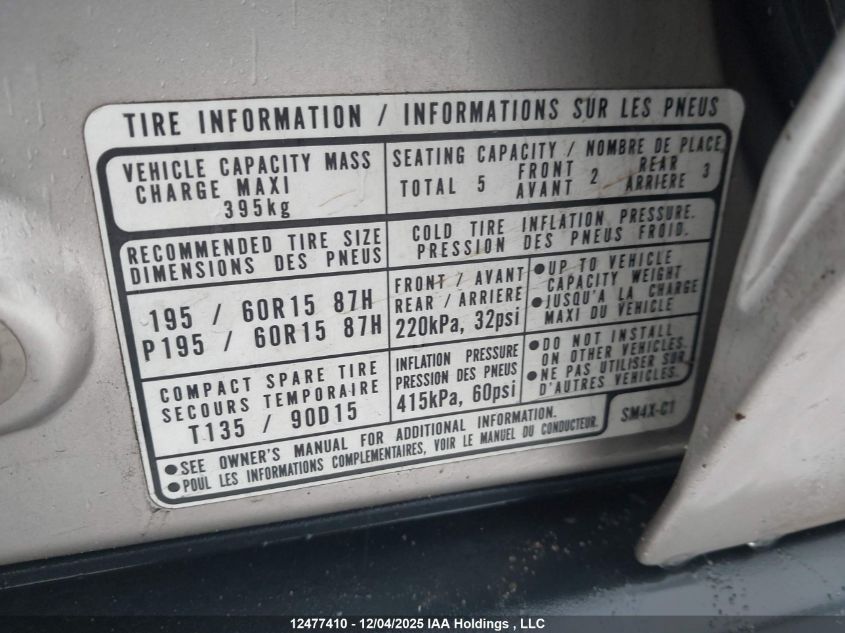 TIRE INFORMATION / INFORMATIONS SUR LES PNEUS
VEHICLE CAPACITY MASS
CHARGE MAXI
395kg
SEATING CAPACITY / NOMBRE DE PLACE
TOTAL 5 FRONT AVANT 2 REAR ARRIERE 3
RECOMMENDED TIRE SIZE
DIMENSIONS DES PNEUS
COLD TIRE INFLATION PRESSURE.
PRESSION DES PNEUS FROID.
195 / 60R15 87H
P195 / 60R15 87H
FRONT / AVANT
REAR / ARRIERE
220kPa, 32psi
●UP TO VEHICLE
CAPACITY WEIGHT
●JUSQU'A LA CHARGE
MAXI DU VEHICLE
COMPACT SPARE TIRE
SECOURS TEMPORAIRE
T135 / 90D15
INFLATION PRESSURE
PRESSION DES PNEUS
415kPa, 60psi
●DO NOT INSTALL
ON OTHER VEHICLES.
●NE PAS UTILISER SUR
D'AUTRES VEHICLES.
●SEE OWNER'S MANUAL FOR ADDITIONAL INFORMATION.
●POUL LES INFORMATIONS COMPLEMENTAIRES, VOIR LE MANUEL DU CONDUCTEUR.
SM4X-C1
12477410 - 12/04/2025 IAA Holdings , LLC